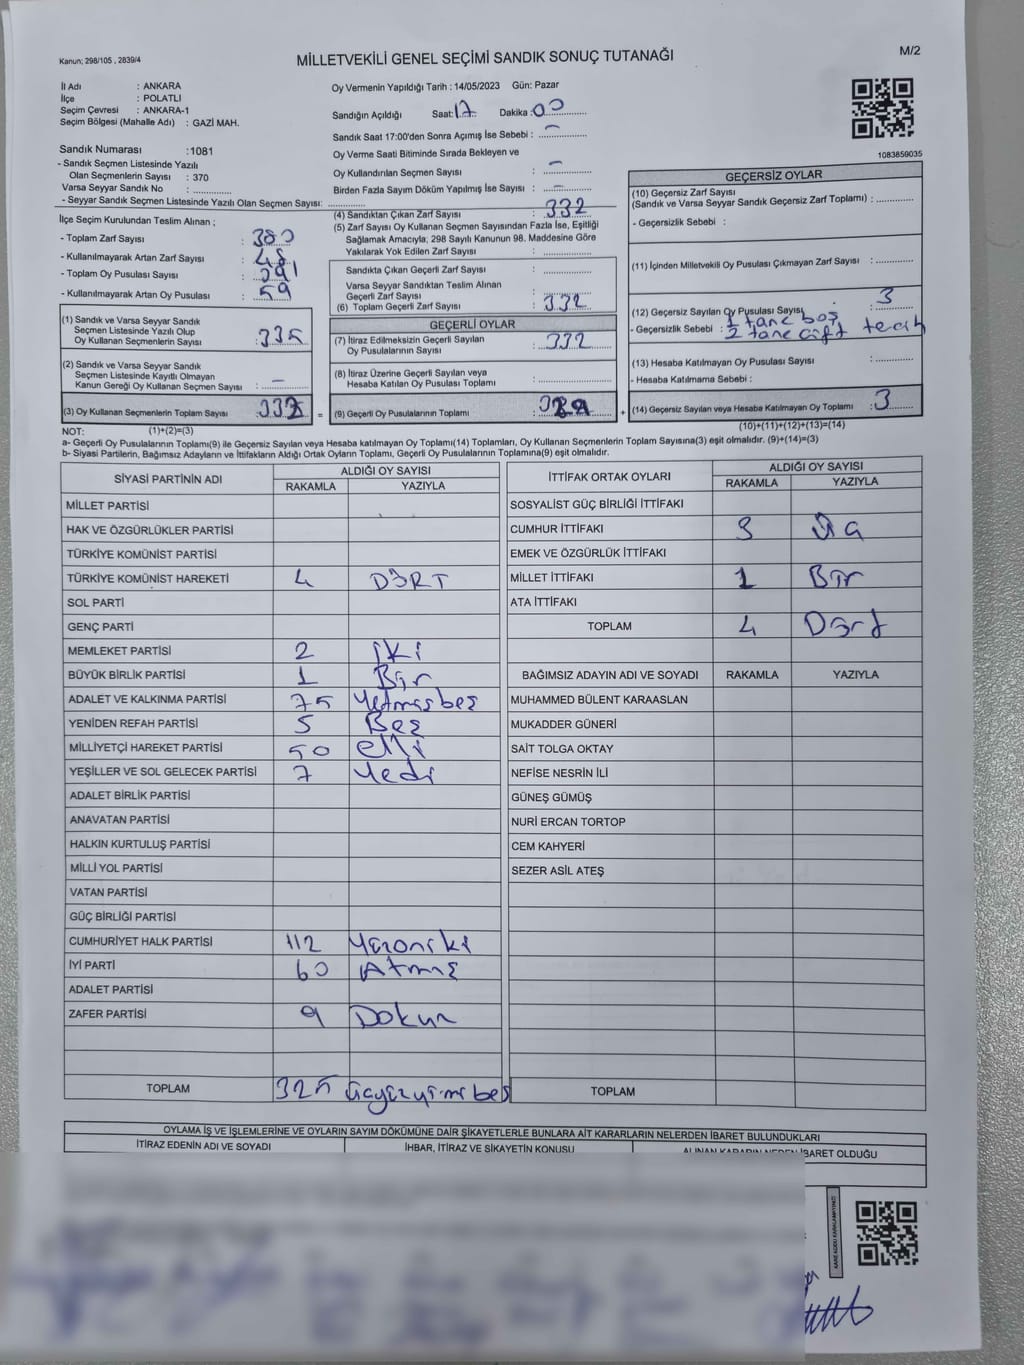 Kanun; 298/105 , 2839/4
MİLLETVEKİLİ GENEL SEÇİMİ SANDIK SONUÇ TUTANAĞI
M/2
İl Adı : ANKARA
İlçe : POLATLI
Seçim Çevresi : ANKARA-1
Seçim Bölgesi (Mahalle Adı) : GAZİ MAH.
Sandık Numarası : 1081
- Sandık Seçmen Listesinde Yazılı
Olan Seçmenlerin Sayısı : 370
Varsa Seyyar Sandık No : ..............
- Seyyar Sandık Seçmen Listesinde Yazılı Olan Seçmen Sayısı: ..............
Oy Vermenin Yapıldığı Tarih : 14/05/2023 Gün: Pazar
Sandığın Açıldığı Saat: 17 Dakika : 00
Sandık Saat 17:00'den Sonra Açılmış İse Sebebi : –
Oy Verme Saati Bitiminde Sırada Bekleyen ve
Oy Kullandırılan Seçmen Sayısı : –
Birden Fazla Sayım Döküm Yapılmış İse Sayısı : –
1083859035
İlçe Seçim Kurulundan Teslim Alınan ;
- Toplam Zarf Sayısı : 380
- Kullanılmayarak Artan Zarf Sayısı : 48
- Toplam Oy Pusulası Sayısı : 391
- Kullanılmayarak Artan Oy Pusulası : 59
(1) Sandık ve Varsa Seyyar Sandık
Seçmen Listesinde Yazılı Olup
Oy Kullanan Seçmenlerin Sayısı : 335
(2) Sandık ve Varsa Seyyar Sandık
Seçmen Listesinde Kayıtlı Olmayan
Kanun Gereği Oy Kullanan Seçmen Sayısı : –
(3) Oy Kullanan Seçmenlerin Toplam Sayısı :
(4) Sandıktan Çıkan Zarf Sayısı : 332
(5) Zarf Sayısı Oy Kullanan Seçmen Sayısından Fazla İse, Eşitliği
Sağlamak Amacıyla; 298 Sayılı Kanunun 98. Maddesine Göre
Yakılarak Yok Edilen Zarf Sayısı : ..............
Sandıkta Çıkan Geçerli Zarf Sayısı : ..............
Varsa Seyyar Sandıktan Teslim Alınan
Geçerli Zarf Sayısı : ..............
(6) Toplam Geçerli Zarf Sayısı : 332
GEÇERLİ OYLAR
(7) İtiraz Edilmeksizin Geçerli Sayılan
Oy Pusulalarının Sayısı : 332
(8) İtiraz Üzerine Geçerli Sayılan veya
Hesaba Katılan Oy Pusulası Toplamı : ..............
= (9) Geçerli Oy Pusulalarının Toplamı :
GEÇERSİZ OYLAR
(10) Geçersiz Zarf Sayısı
(Sandık ve Varsa Seyyar Sandık Geçersiz Zarf Toplamı) : ..............
- Geçersizlik Sebebi :
(11) İçinden Milletvekili Oy Pusulası Çıkmayan Zarf Sayısı : ..............
(12) Geçersiz Sayılan Oy Pusulası Sayısı 3
- Geçersizlik Sebebi : 1 tane boş
2 tane çift tercih
(13) Hesaba Katılmayan Oy Pusulası Sayısı : ..............
- Hesaba Katılmama Sebebi :
+ (14) Geçersiz Sayılan veya Hesaba Katılmayan Oy Toplamı : 3
NOT: (1)+(2)=(3)
(10)+(11)+(12)+(13)=(14)
a- Geçerli Oy Pusulalarının Toplamı(9) ile Geçersiz Sayılan veya Hesaba katılmayan Oy Toplamı(14) Toplamları, Oy Kullanan Seçmenlerin Toplam Sayısına(3) eşit olmalıdır. (9)+(14)=(3)
b- Siyasi Partilerin, Bağımsız Adayların ve İttifakların Aldığı Ortak Oyların Toplamı, Geçerli Oy Pusulalarının Toplamına(9) eşit olmalıdır.
SİYASİ PARTİNİN ADI
ALDIĞI OY SAYISI
RAKAMLA YAZIYLA
MİLLET PARTİSİ
HAK VE ÖZGÜRLÜKLER PARTİSİ
TÜRKİYE KOMÜNİST PARTİSİ
TÜRKİYE KOMÜNİST HAREKETİ 4 DÖRT
SOL PARTİ
GENÇ PARTİ
MEMLEKET PARTİSİ 2 iki
BÜYÜK BİRLİK PARTİSİ 1 Bir
ADALET VE KALKINMA PARTİSİ 75 Yetmişbeş
YENİDEN REFAH PARTİSİ 5 Beş
MİLLİYETÇİ HAREKET PARTİSİ 50 elli
YEŞİLLER VE SOL GELECEK PARTİSİ 7 Yedi
ADALET BİRLİK PARTİSİ
ANAVATAN PARTİSİ
HALKIN KURTULUŞ PARTİSİ
MİLLİ YOL PARTİSİ
VATAN PARTİSİ
GÜÇ BİRLİĞİ PARTİSİ
CUMHURİYET HALK PARTİSİ 112 Yüzoniki
İYİ PARTİ 60 Atmış
ADALET PARTİSİ
ZAFER PARTİSİ 9 Dokuz
TOPLAM 325 üçyüzyirmibeş
İTTİFAK ORTAK OYLARI
ALDIĞI OY SAYISI
RAKAMLA YAZIYLA
SOSYALİST GÜÇ BİRLİĞİ İTTİFAKI
CUMHUR İTTİFAKI 3 Üç
EMEK VE ÖZGÜRLÜK İTTİFAKI
MİLLET İTTİFAKI 1 Bir
ATA İTTİFAKI
TOPLAM 4 Dört
BAĞIMSIZ ADAYIN ADI VE SOYADI RAKAMLA YAZIYLA
MUHAMMED BÜLENT KARAASLAN
MUKADDER GÜNERİ
SAİT TOLGA OKTAY
NEFİSE NESRİN İLİ
GÜNEŞ GÜMÜŞ
NURİ ERCAN TORTOP
CEM KAHYERİ
SEZER ASİL ATEŞ
TOPLAM
OYLAMA İŞ VE İŞLEMLERİNE VE OYLARIN SAYIM DÖKÜMÜNE DAİR ŞİKAYETLERLE BUNLARA AİT KARARLARIN NELERDEN İBARET BULUNDUKLARI
İTİRAZ EDENİN ADI VE SOYADI
İHBAR, İTİRAZ VE ŞİKAYETİN KONUSU
ALINAN KARARIN NEDEN İBARET OLDUĞU